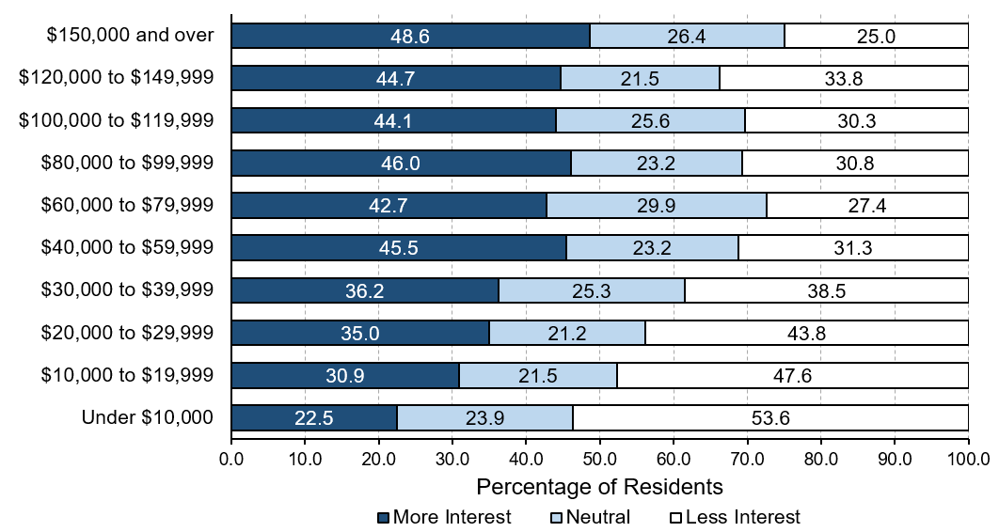 $150,000 and over 48.6 26.4 25.0
$120,000 to $149,999 44.7 21.5 33.8
$100,000 to $119,999 44.1 25.6 30.3
$80,000 to $99,999 46.0 23.2 30.8
$60,000 to $79,999 42.7 29.9 27.4
$40,000 to $59,999 45.5 23.2 31.3
$30,000 to $39,999 36.2 25.3 38.5
$20,000 to $29,999 35.0 21.2 43.8
$10,000 to $19,999 30.9 21.5 47.6
Under $10,000 22.5 23.9 53.6
0.0 10.0 20.0 30.0 40.0 50.0 60.0 70.0 80.0 90.0 100.0
Percentage of Residents
More Interest Neutral Less Interest